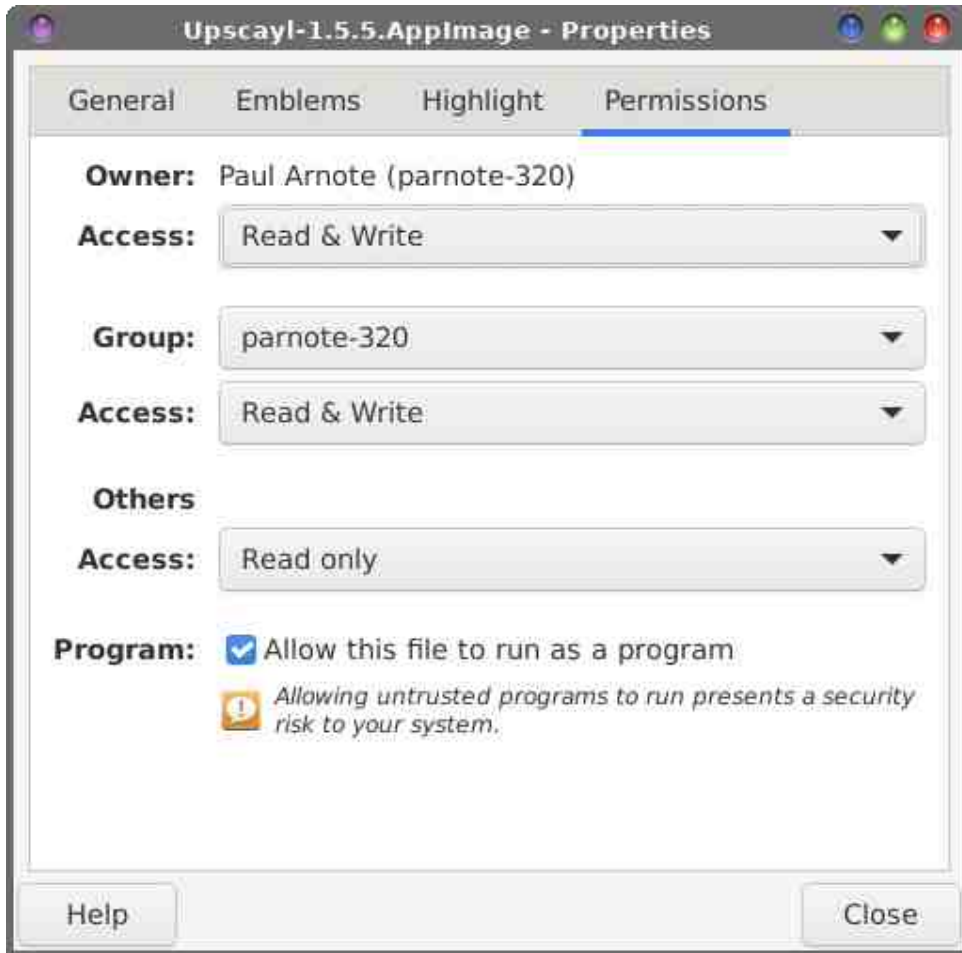 Upscayl-1.5.5.AppImage - Properties
General Emblems Highlight Permissions
Owner: Paul Arnote (parnote-320)
Access: Read & Write
Group: parnote-320
Access: Read & Write
Others
Access: Read only
Program: Allow this file to run as a program
Allowing untrusted programs to run presents a security
risk to your system.
Help Close